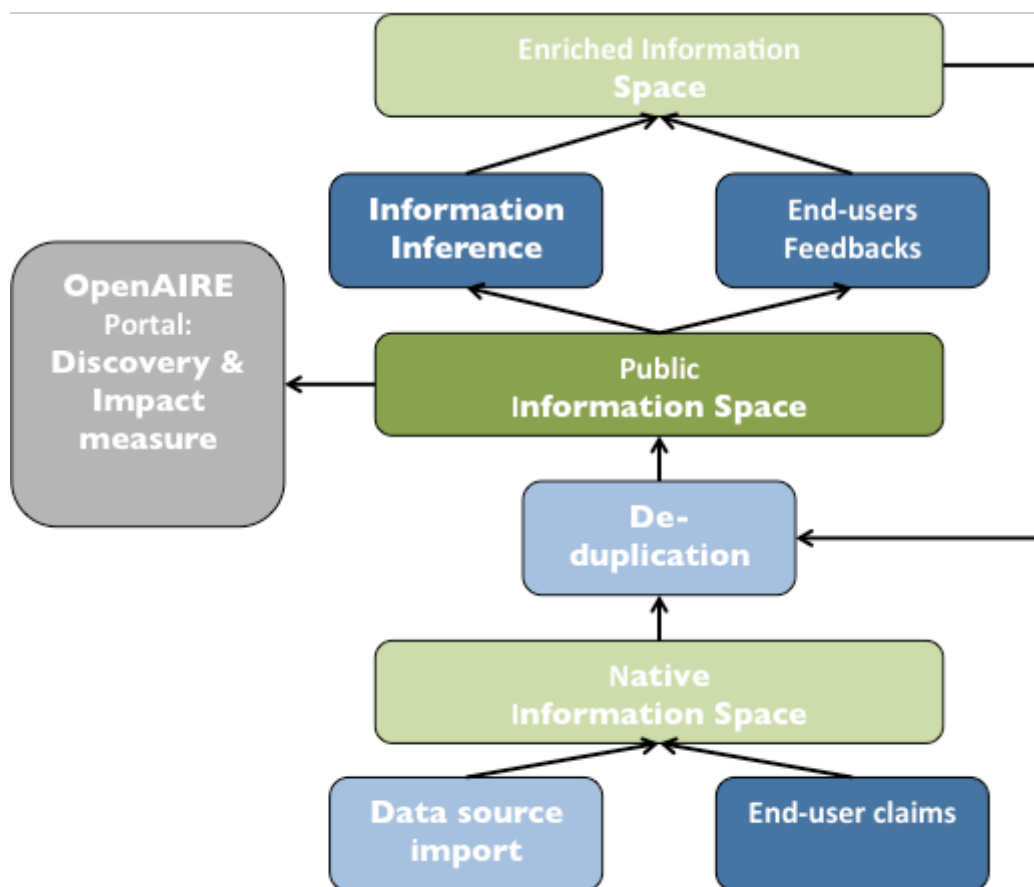 Enriched Information
Space
Information
Inference
End-users
Feedbacks
OpenAIRE
Portal:
Discovery &
Impact
measure
Public
Information Space
De-
duplication
Native
Information Space
Data source
import
End-user claims